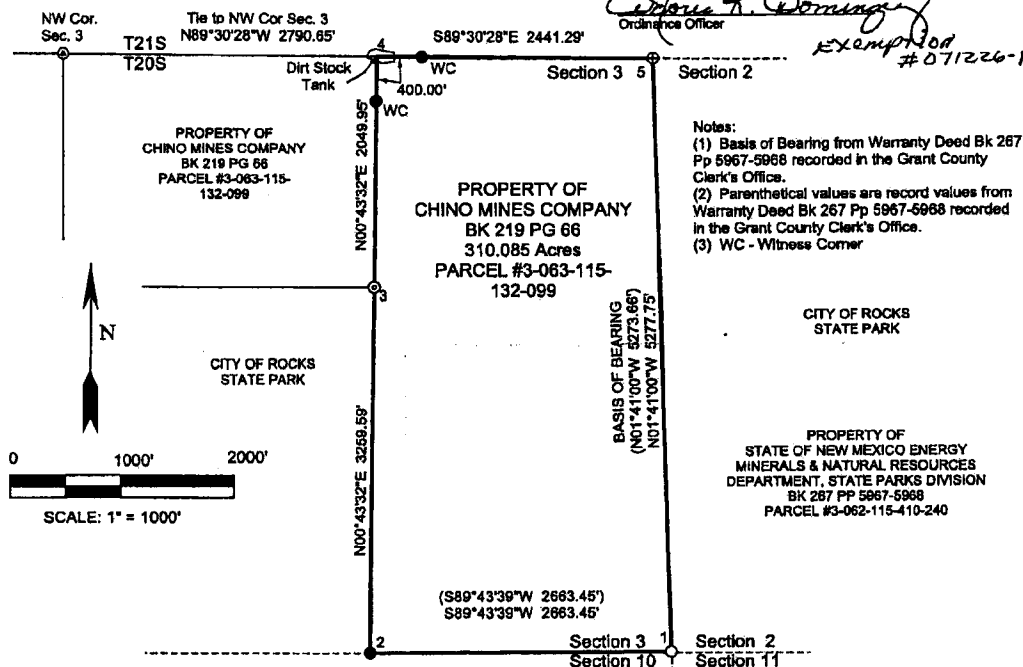 Ordinance Officer
Exemption
#071226-1
NW Cor.
Sec. 3
Tie to NW Cor Sec. 3
N89°30'28"W 2790.65'
T21S
T20S
4
S89°30'28"E 2441.29'
WC
Dirt Stock
Tank
400.00'
WC
Section 3
5
Section 2
PROPERTY OF
CHINO MINES COMPANY
BK 219 PG 66
PARCEL #3-063-115-
132-099
N00°43'32"E 2049.95'
PROPERTY OF
CHINO MINES COMPANY
BK 219 PG 66
310.085 Acres
PARCEL #3-063-115-
132-099
Notes:
(1) Basis of Bearing from Warranty Deed Bk 267
Pp 5967-5968 recorded in the Grant County
Clerk's Office.
(2) Parenthetical values are record values from
Warranty Deed Bk 267 Pp 5967-5968 recorded
in the Grant County Clerk's Office.
(3) WC - Witness Corner
3
N
CITY OF ROCKS
STATE PARK
CITY OF ROCKS
STATE PARK
BASIS OF BEARING
(N01°41'00"W 5273.66')
N01°41'00"W 5277.75'
0 1000' 2000'
SCALE: 1" = 1000'
N00°43'32"E 3259.59'
PROPERTY OF
STATE OF NEW MEXICO ENERGY
MINERALS & NATURAL RESOURCES
DEPARTMENT, STATE PARKS DIVISION
BK 267 PP 5967-5968
PARCEL #3-062-115-410-240
(S89°43'39"W 2663.45')
S89°43'39"W 2663.45'
2
Section 3
1
Section 2
Section 10
Section 11